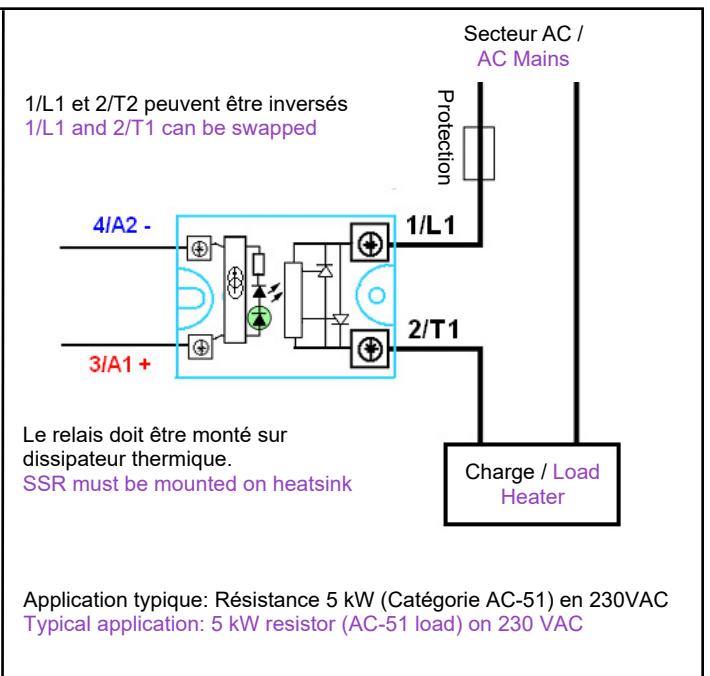 Secteur AC /
AC Mains
1/L1 et 2/T2 peuvent être inversés
1/L1 and 2/T1 can be swapped
Protection
4/A2 -
1/L1
2/T1
3/A1 +
Le relais doit être monté sur
dissipateur thermique.
SSR must be mounted on heatsink
Charge / Load
Heater
Application typique: Résistance 5 kW (Catégorie AC-51) en 230VAC
Typical application: 5 kW resistor (AC-51 load) on 230 VAC